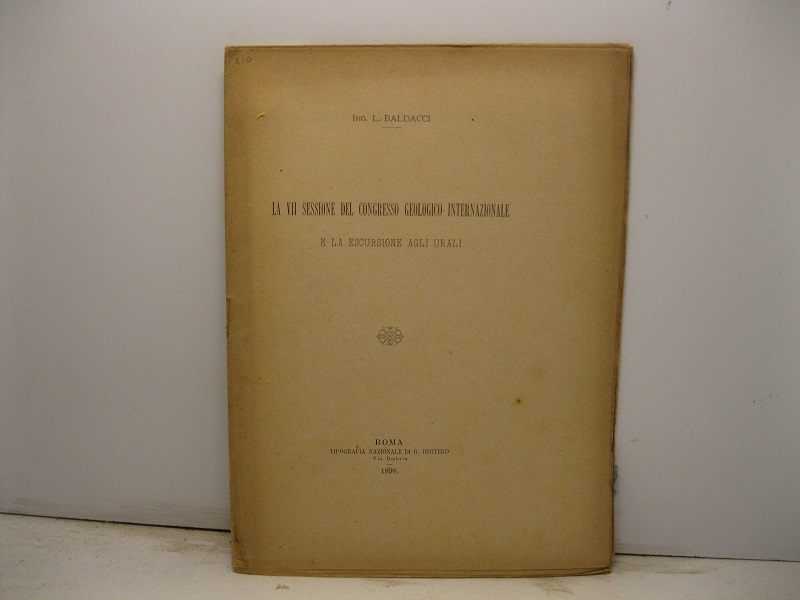 Ing. L. BALDACCI
LA VII SESSIONE DEL CONGRESSO GEOLOGICO INTERNAZIONALE
E LA ESCURSIONE AGLI URALI
ROMA
TIPOGRAFIA NAZIONALE DI G. BERTERO
Via Umbria
1898.